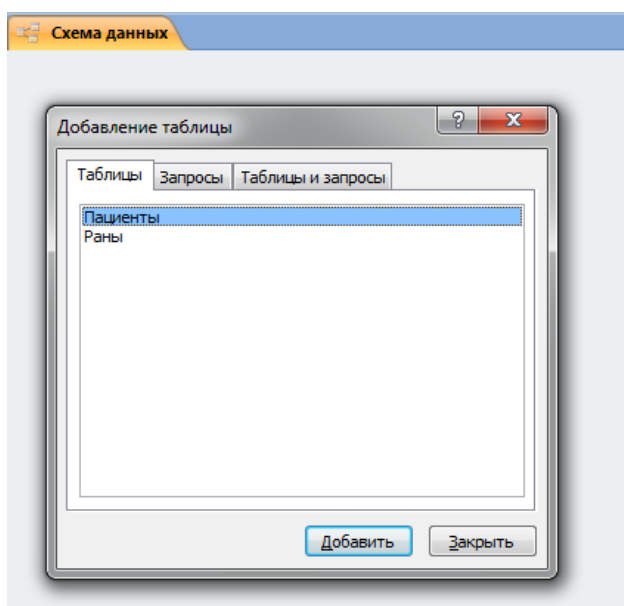 Схема данных
Добавление таблицы
?
Таблицы Запросы Таблицы и запросы
Пациенты
Раны
Добавить Закрыть